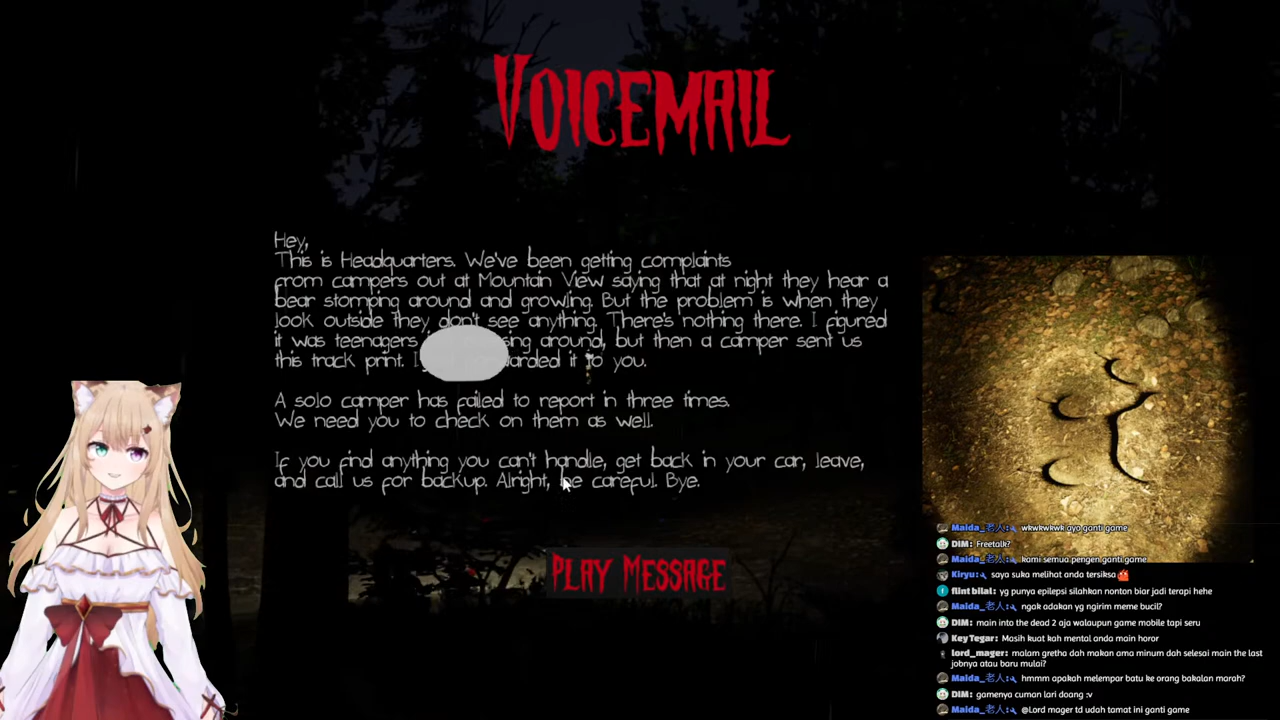 VOICEMAIL
Hey,
This is Headquarters. We've been getting complaints
from campers out at Mountain View saying that at night they hear a
bear stomping around and growling. But the problem is when they
look outside they don't see anything. There's nothing there. I figured
it was teenagers around, but then a camper sent us
this track print. I it to you.
A solo camper has failed to report in three times.
We need you to check on them as well.
If you find anything you can't handle, get back in your car, leave,
and call us for backup. Alright, be careful. Bye.
PLAY MESSAGE
Maida_老人: wkwkwkwk ayo ganti game
DIM: Freetalk?
Maida_老人: kami semua pengen ganti game
Kiryu: saya suka melihat anda tersiksa
flint bilal: yg punya epilepsi silahkan nonton biar jadi terapi hehe
Maida_老人: ngak adakan yg ngirim meme bucil?
DIM: main into the dead 2 aja walaupun game mobile tapi seru
Key Tegar: Masih kuat kah mental anda main horor
lord_mager: malam gretha dah makan ama minum dah selesai main the last
jobnya atau baru mulai?
Maida_老人: hmmm apakah melempar batu ke orang bakalan marah?
DIM: gamenya cuman lari doang :v
Maida_老人: @Lord mager td udah tamat ini ganti game